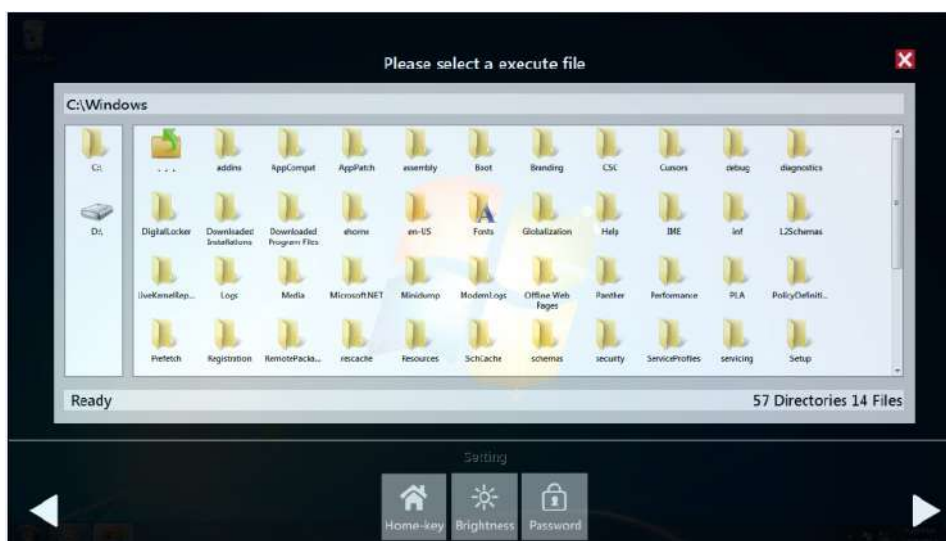 Please select a execute file
C:\Windows
C:\
. . .
addins
AppCompat
AppPatch
assembly
Boot
Branding
CSC
Cursors
debug
diagnostics
D:\
DigitalLocker
Downloaded
Installations
Downloaded
Program Files
ehome
en-US
Fonts
Globalization
Help
IME
inf
L2Schemas
LiveKernelRep...
Logs
Media
Microsoft.NET
Minidump
ModemLogs
Offline Web
Pages
Panther
Performance
PLA
PolicyDefiniti...
Prefetch
Registration
RemotePacka...
rescache
Resources
SchCache
schemas
security
ServiceProfiles
servicing
Setup
Ready
57 Directories 14 Files
Setting
Home-key
Brightness
Password